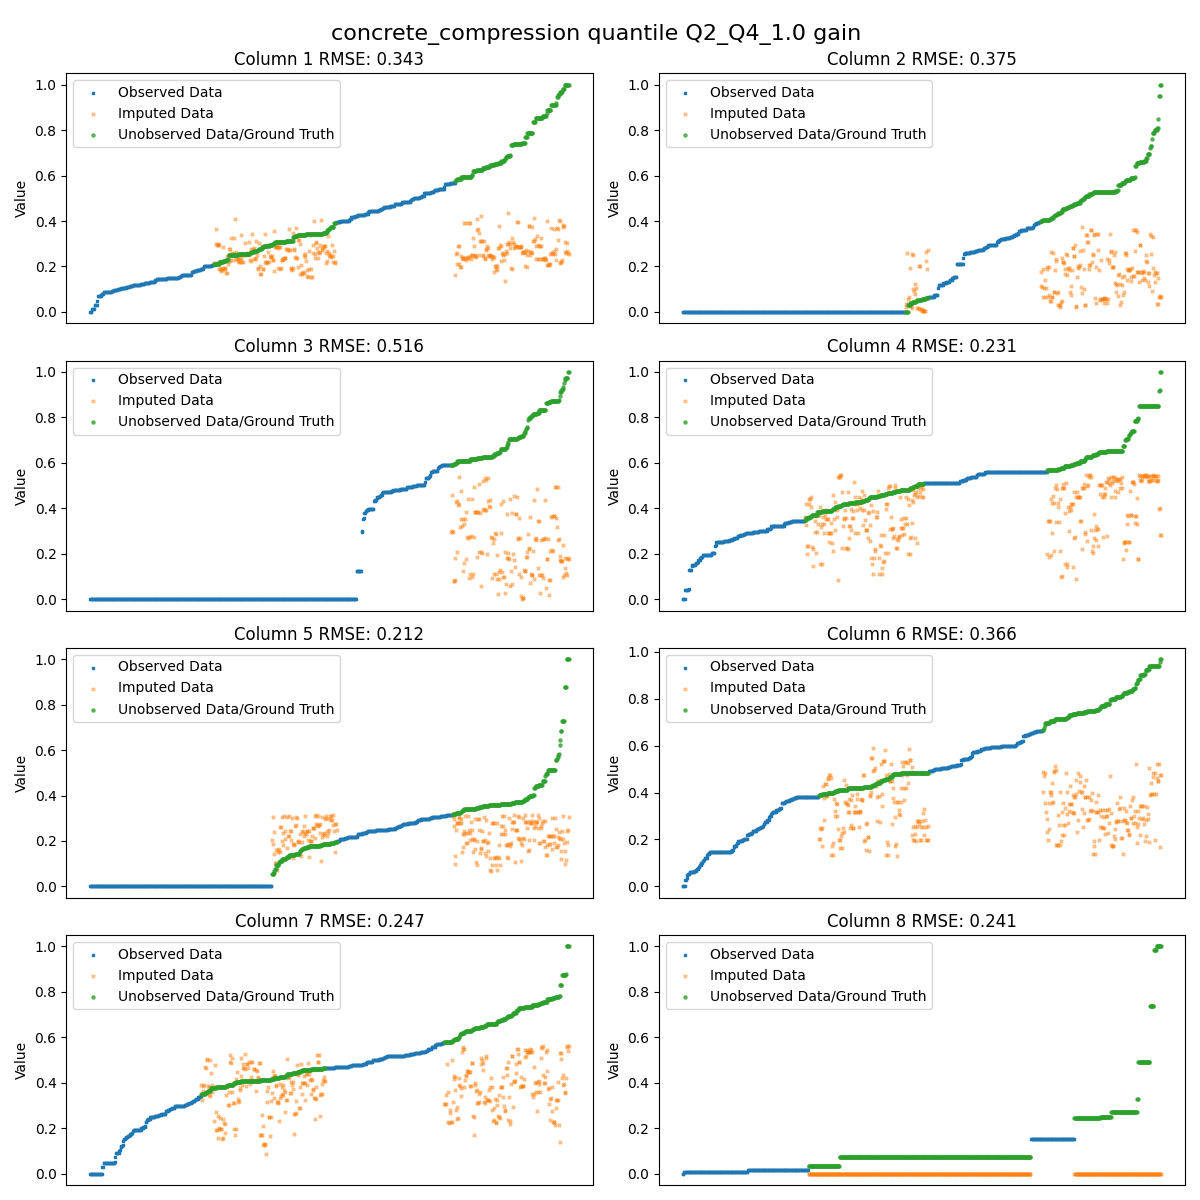 concrete_compression quantile Q2_Q4_1.0 gain
Column 1 RMSE: 0.343
Value
1.0
0.8
0.6
0.4
0.2
0.0
Observed Data
Imputed Data
Unobserved Data/Ground Truth
Column 2 RMSE: 0.375
Value
1.0
0.8
0.6
0.4
0.2
0.0
Observed Data
Imputed Data
Unobserved Data/Ground Truth
Column 3 RMSE: 0.516
Value
1.0
0.8
0.6
0.4
0.2
0.0
Observed Data
Imputed Data
Unobserved Data/Ground Truth
Column 4 RMSE: 0.231
Value
1.0
0.8
0.6
0.4
0.2
0.0
Observed Data
Imputed Data
Unobserved Data/Ground Truth
Column 5 RMSE: 0.212
Value
1.0
0.8
0.6
0.4
0.2
0.0
Observed Data
Imputed Data
Unobserved Data/Ground Truth
Column 6 RMSE: 0.366
Value
1.0
0.8
0.6
0.4
0.2
0.0
Observed Data
Imputed Data
Unobserved Data/Ground Truth
Column 7 RMSE: 0.247
Value
1.0
0.8
0.6
0.4
0.2
0.0
Observed Data
Imputed Data
Unobserved Data/Ground Truth
Column 8 RMSE: 0.241
Value
1.0
0.8
0.6
0.4
0.2
0.0
Observed Data
Imputed Data
Unobserved Data/Ground Truth